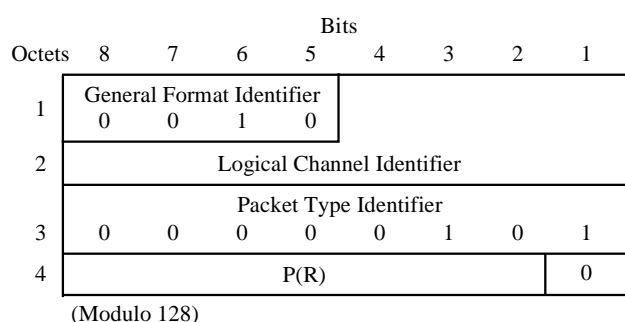 Bits
Octets 8 7 6 5 4 3 2 1
General Format Identifier
1
0 0 1 0
2 Logical Channel Identifier
Packet Type Identifier
3 0 0 0 0 0 1 0 1
4 P(R) 0
(Modulo 128)